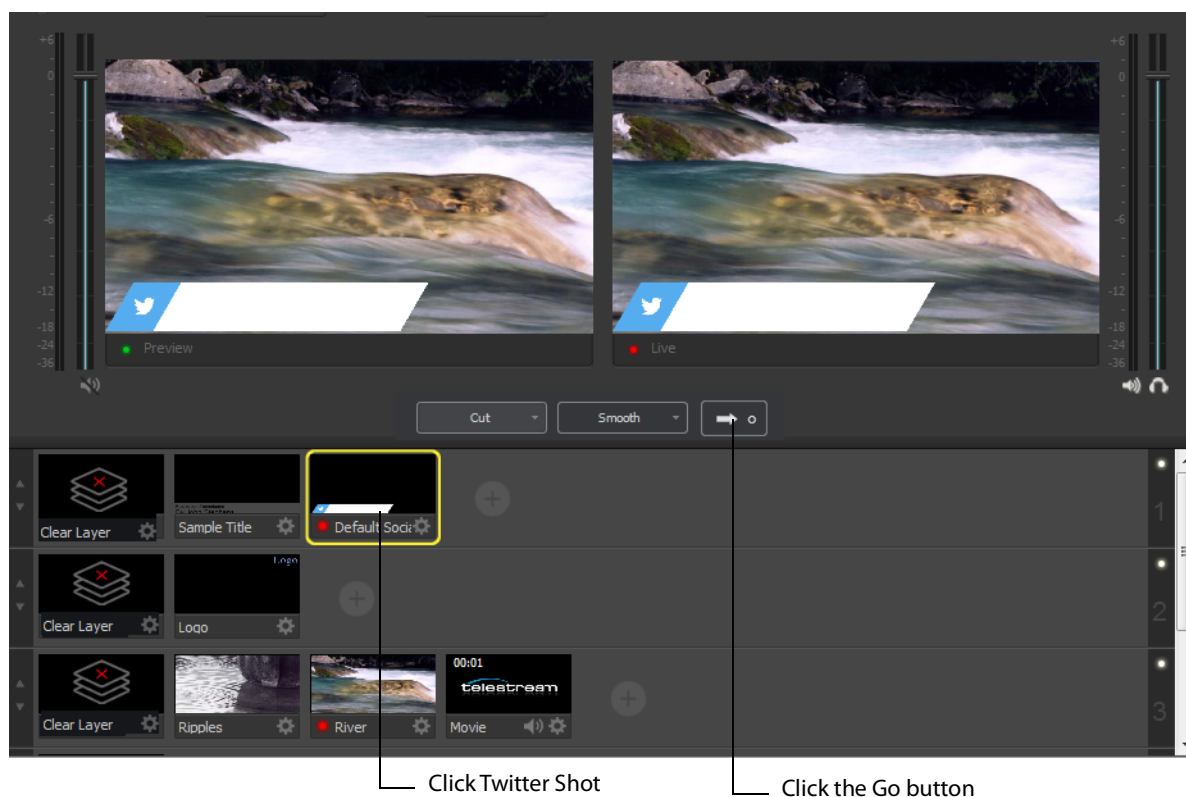 +6 +6
0 0
-6 -6
-12 -12
-18 -18
-24 -24
-36 -36
Preview Live
Cut Smooth
Clear Layer Sample Title Default Socia
1
Logo
Clear Layer Logo
2
00:01
telestream
Clear Layer Ripples River Movie
3
Click Twitter Shot Click the Go button